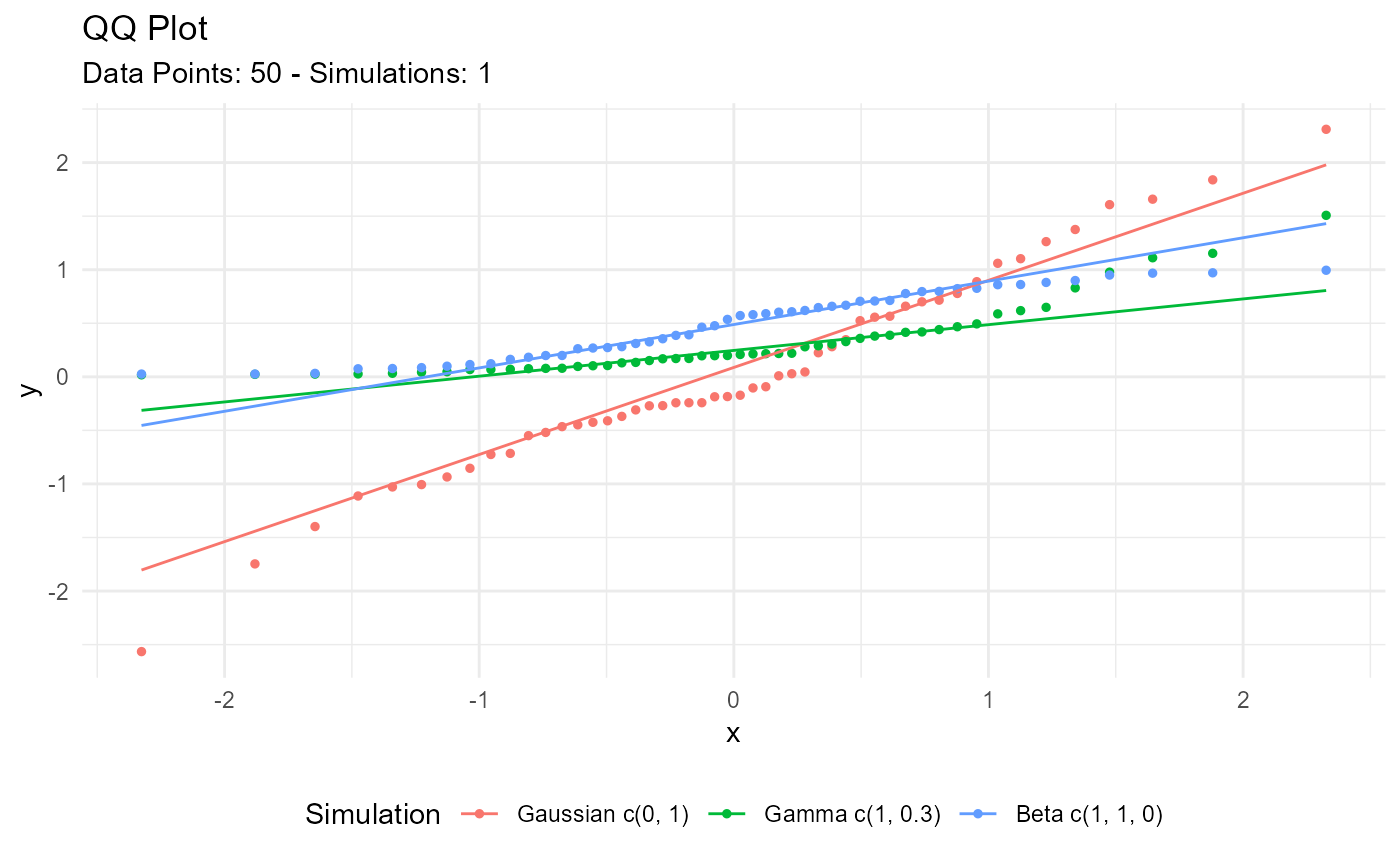 QQ Plot
Data Points: 50 - Simulations: 1
2
1
0
-1
-2
y
-2 -1 0 1 2
x
Simulation Gaussian c(0, 1) Gamma c(1, 0.3) Beta c(1, 1, 0)